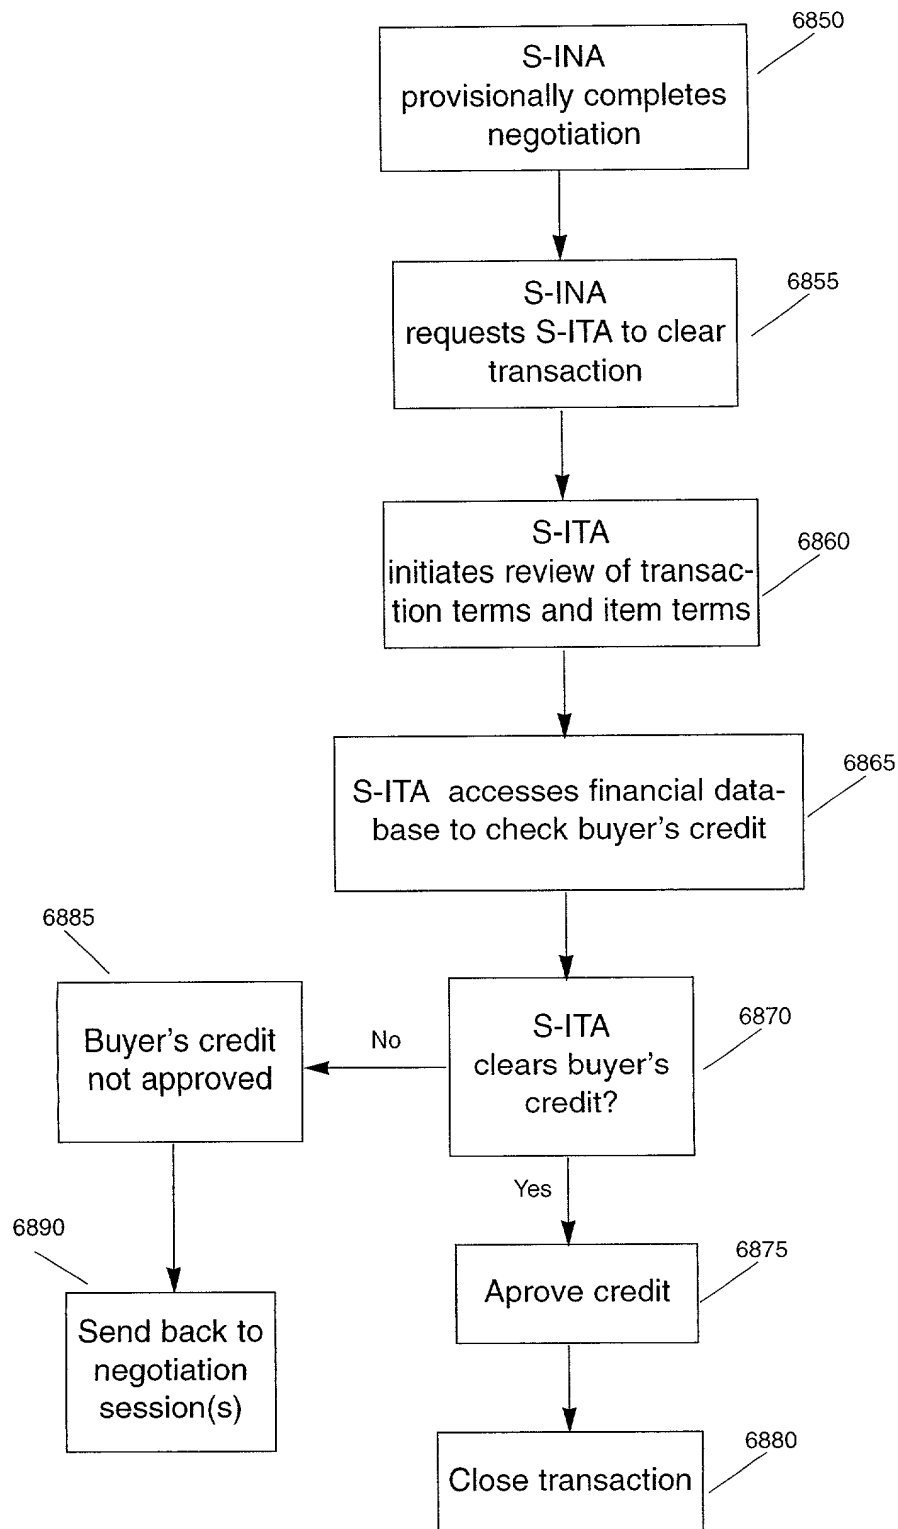 6850
S-INA
provisionally completes
negotiation
6855
S-INA
requests S-ITA to clear
transaction
6860
S-ITA
initiates review of transac-
tion terms and item terms
6865
S-ITA accesses financial data-
base to check buyer's credit
6885
Buyer's credit
not approved
No
6870
S-ITA
clears buyer's
credit?
Yes
6890
Send back to
negotiation
session(s)
6875
Aprove credit
6880
Close transaction